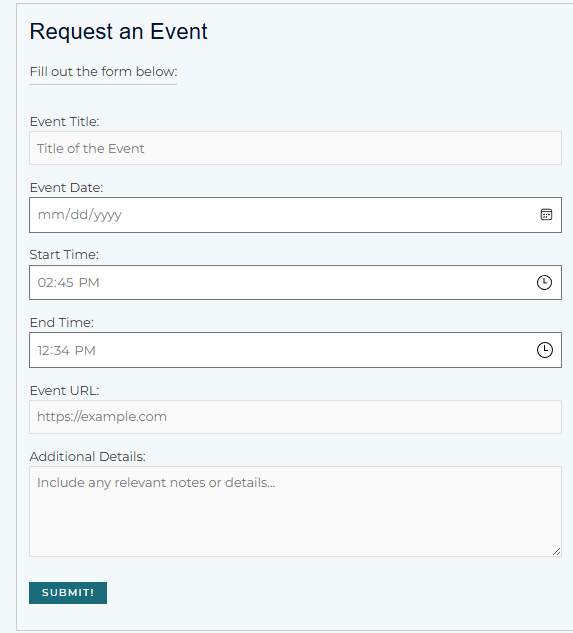 Request an Event
Fill out the form below:
Event Title:
Title of the Event
Event Date:
mm/dd/yyyy
Start Time:
02:45 PM
End Time:
12:34 PM
Event URL:
https://example.com
Additional Details:
Include any relevant notes or details...
SUBMIT!